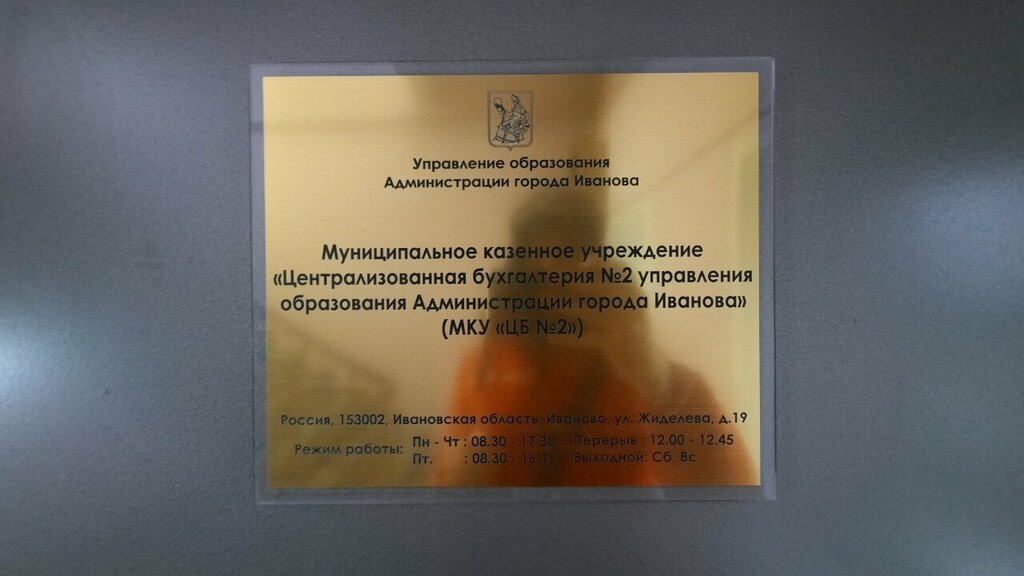 Управление образования
Администрации города Иванова
Муниципальное казенное учреждение
«Централизованная бухгалтерия №2 управления
образования Администрации города Иванова»
(МКУ «ЦБ №2»)
Россия, 153002, Ивановская область, Иваново, ул. Жиделева, д.19
Режим работы: Пн - Чт : 08.30 - 17.30 Перерыв : 12.00 - 12.45
Пт. : 08.30 - 16.15 Выходной: Сб, Вс